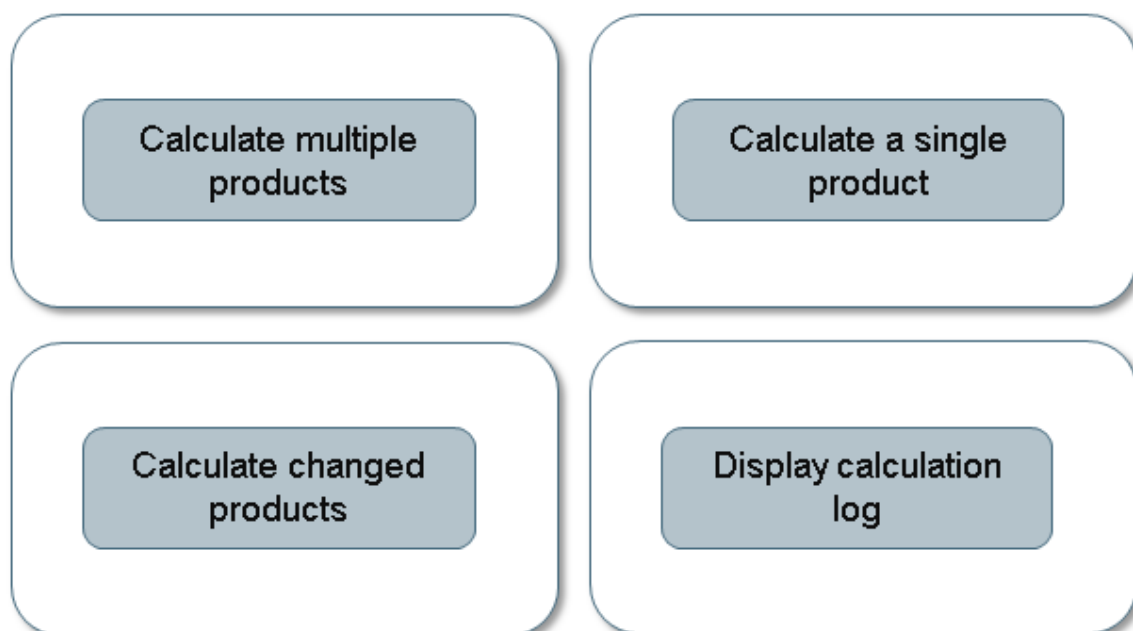 Calculate multiple
products
Calculate a single
product
Calculate changed
products
Display calculation
log